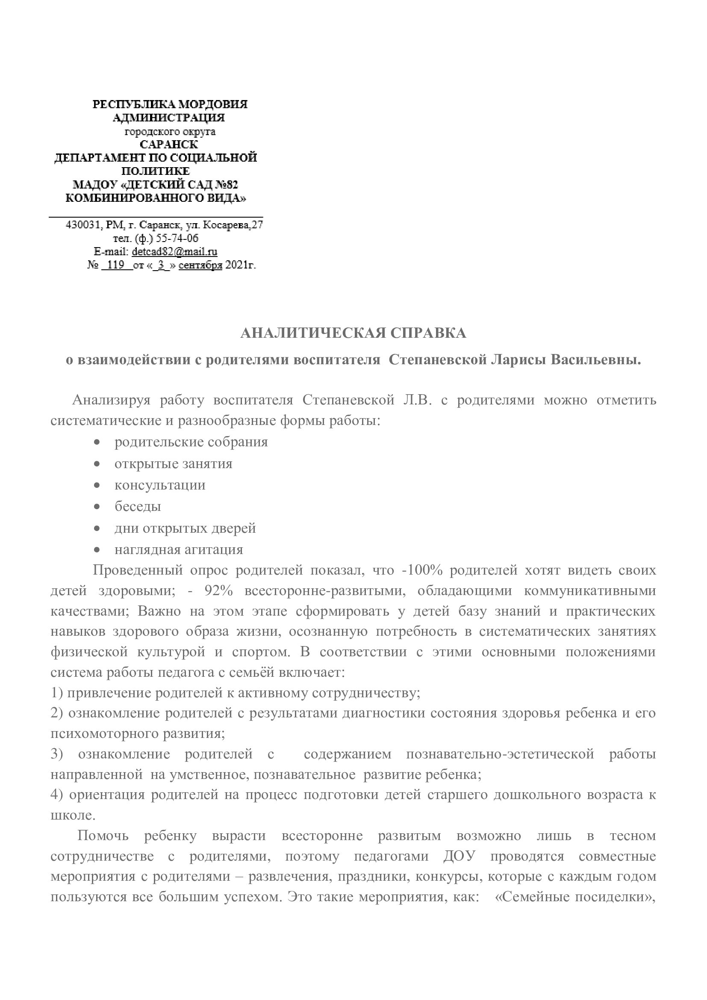 РЕСПУБЛИКА МОРДОВИЯ
АДМИНИСТРАЦИЯ
городского округа
САРАНСК
ДЕПАРТАМЕНТ ПО СОЦИАЛЬНОЙ
ПОЛИТИКЕ
МАДОУ «ДЕТСКИЙ САД №82
КОМБИНИРОВАННОГО ВИДА»
430031, РМ, г. Саранск, ул. Косарева,27
тел. (ф.) 55-74-06
E-mail: detcad82@mail.ru
№ _119_ от «_3_» сентября 2021г.
АНАЛИТИЧЕСКАЯ СПРАВКА
о взаимодействии с родителями воспитателя Степаневской Ларисы Васильевны.
Анализируя работу воспитателя Степаневской Л.В. с родителями можно отметить
систематические и разнообразные формы работы:
• родительские собрания
• открытые занятия
• консультации
• беседы
• дни открытых дверей
• наглядная агитация
Проведенный опрос родителей показал, что -100% родителей хотят видеть своих
детей здоровыми; - 92% всесторонне-развитыми, обладающими коммуникативными
качествами; Важно на этом этапе сформировать у детей базу знаний и практических
навыков здорового образа жизни, осознанную потребность в систематических занятиях
физической культурой и спортом. В соответствии с этими основными положениями
система работы педагога с семьёй включает:
1) привлечение родителей к активному сотрудничеству;
2) ознакомление родителей с результатами диагностики состояния здоровья ребенка и его
психомоторного развития;
3) ознакомление родителей с содержанием познавательно-эстетической работы
направленной на умственное, познавательное развитие ребенка;
4) ориентация родителей на процесс подготовки детей старшего дошкольного возраста к
школе.
Помочь ребенку вырасти всесторонне развитым возможно лишь в тесном
сотрудничестве с родителями, поэтому педагогами ДОУ проводятся совместные
мероприятия с родителями – развлечения, праздники, конкурсы, которые с каждым годом
пользуются все большим успехом. Это такие мероприятия, как: «Семейные посиделки»,